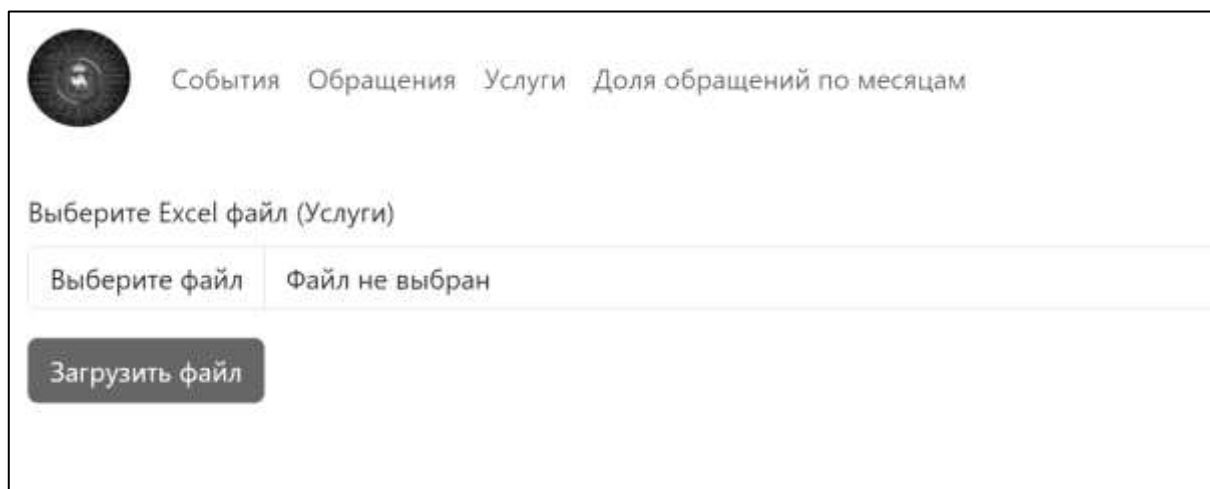 События Обращения Услуги Доля обращений по месяцам
Выберите Excel файл (Услуги)
Выберите файл Файл не выбран
Загрузить файл